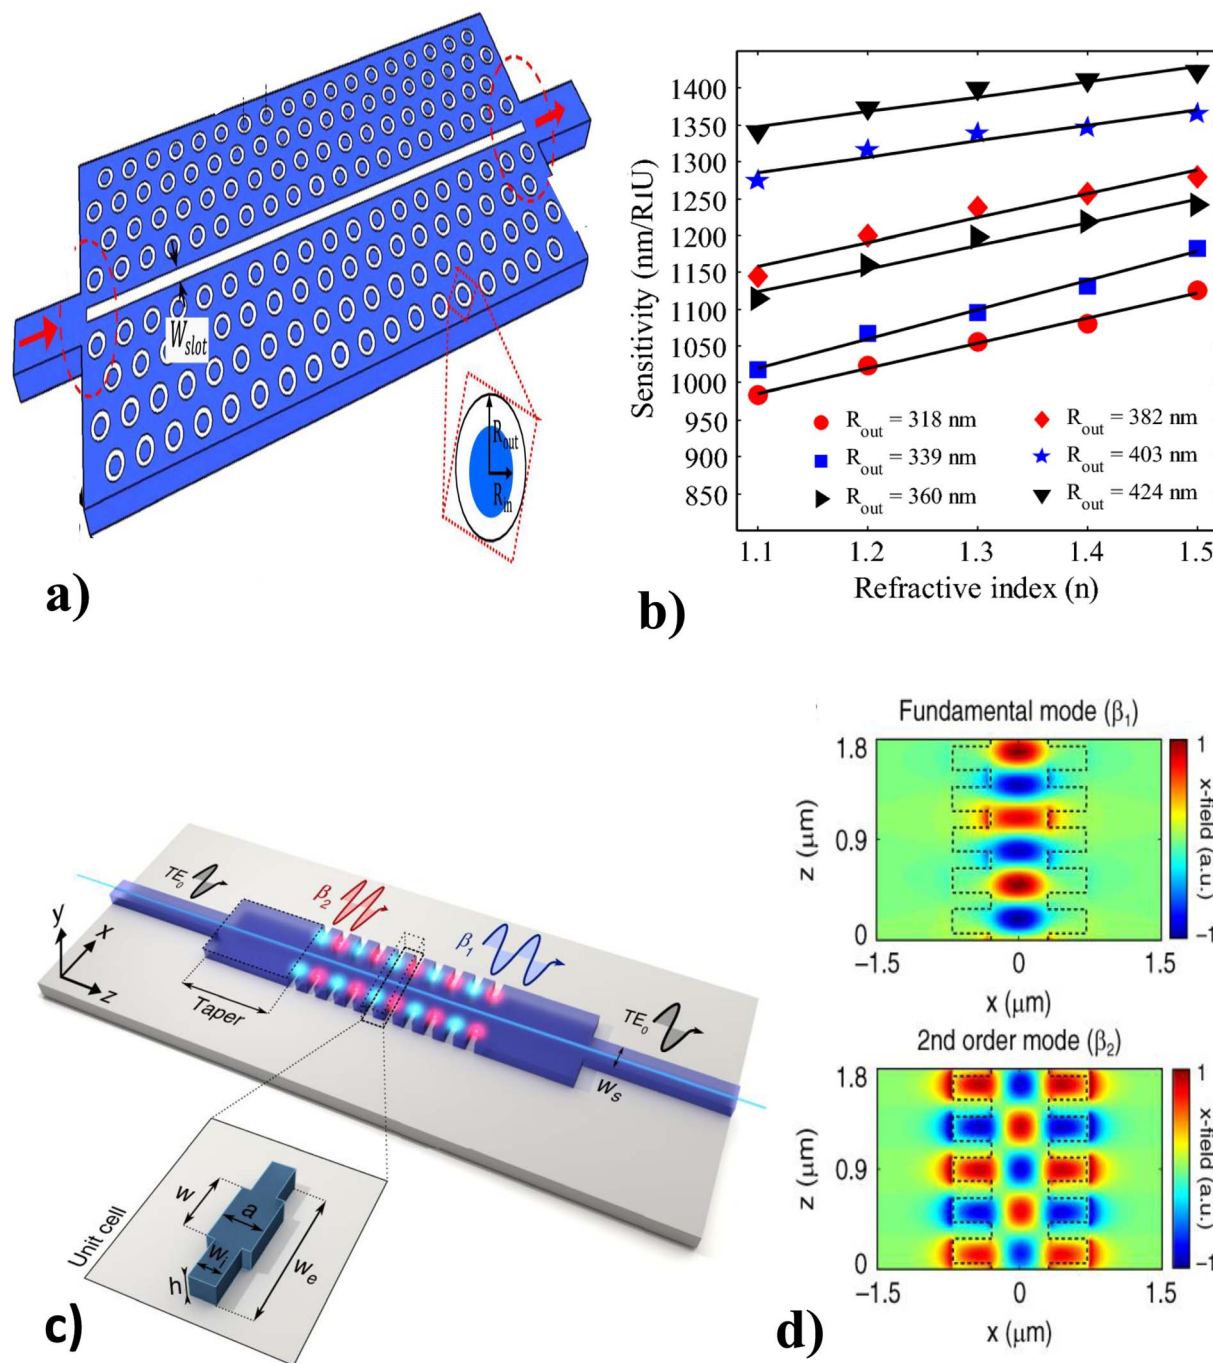 W_slot
R_out
R_in
a)
Sensitivity (nm/RIU)
1400
1350
1300
1250
1200
1150
1100
1050
1000
950
900
850
R_out = 318 nm
R_out = 339 nm
R_out = 360 nm
R_out = 382 nm
R_out = 403 nm
R_out = 424 nm
1.1 1.2 1.3 1.4 1.5
Refractive index (n)
b)
TE_0
β_2
β_1
TE_0
y
x
z
Taper
w_s
Unit cell
w
a
w_i
w_e
h
c)
Fundamental mode (β_1)
1.8
0.9
0
z (μm)
-1.5 0 1.5
x (μm)
1
-1
x-field (a.u.)
2nd order mode (β_2)
1.8
0.9
0
z (μm)
-1.5 0 1.5
x (μm)
1
-1
x-field (a.u.)
d)